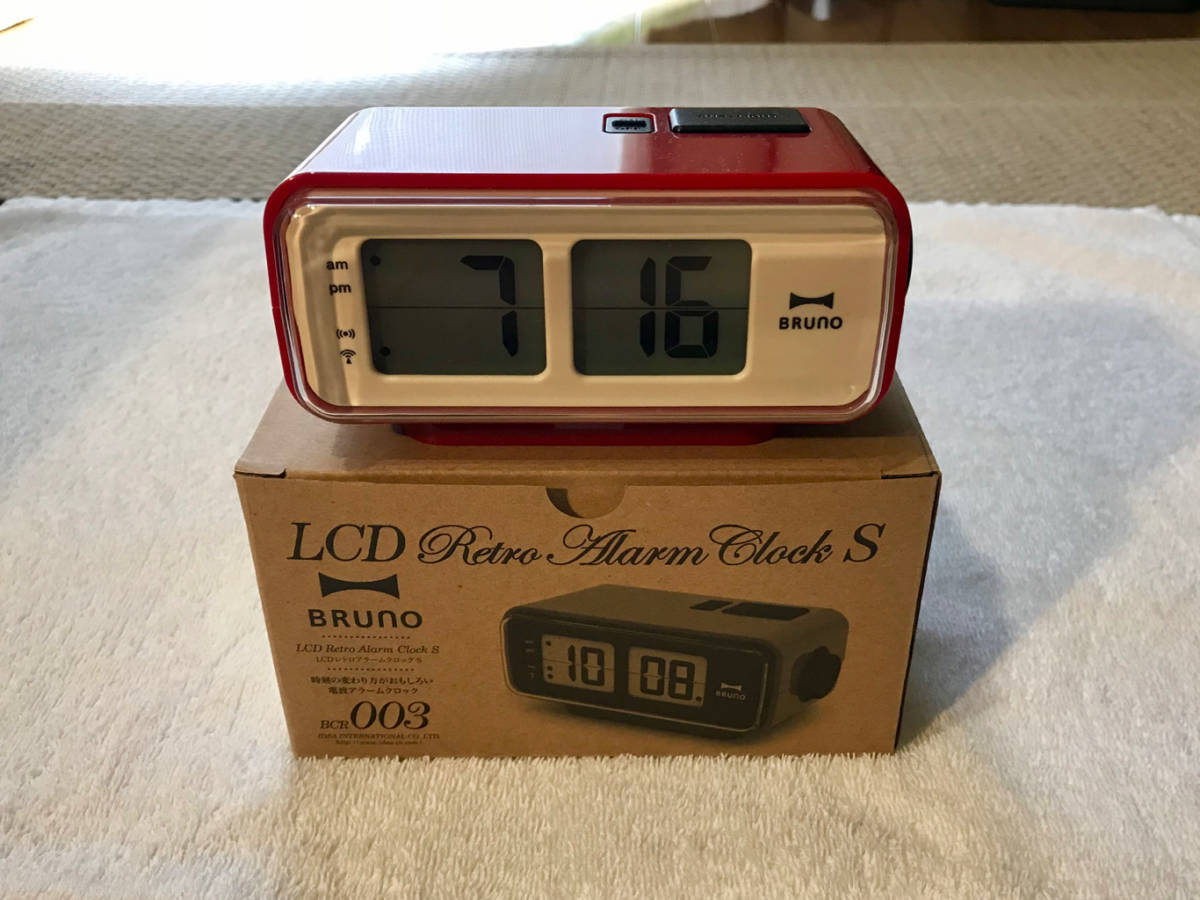 OFF
am
pm
7 16
BRUNO
LCD Retro Alarm Clock S
BRUNO
LCD Retro Alarm Clock S
LCDレトロアラームクロックS
時刻の変わり方がおもしろい
電波アラームクロック
BCR003
IDEA INTERNATIONAL CO.,LTD.
10 08
BRUNO